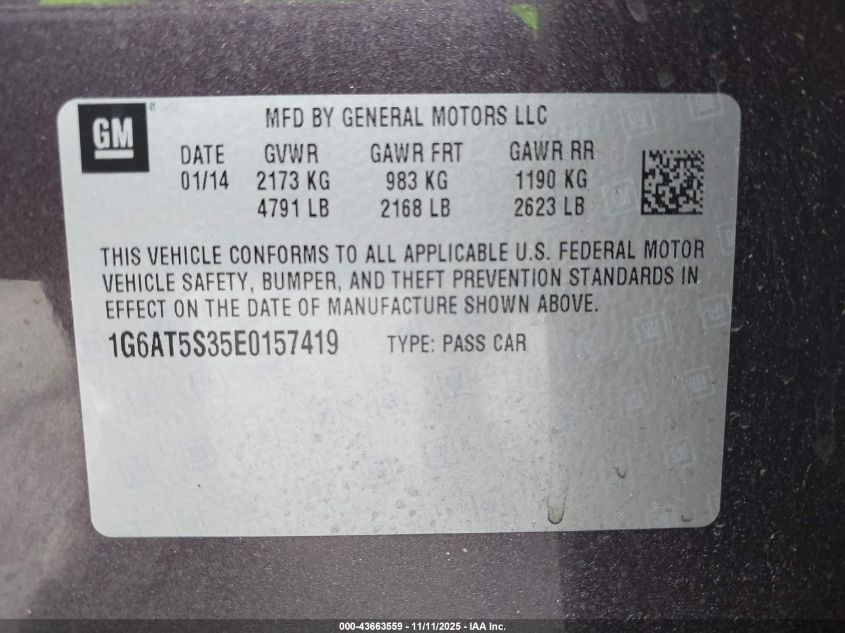 GM
MFD BY GENERAL MOTORS LLC
DATE GVWR GAWR FRT GAWR RR
01/14 2173 KG 983 KG 1190 KG
4791 LB 2168 LB 2623 LB
THIS VEHICLE CONFORMS TO ALL APPLICABLE U.S. FEDERAL MOTOR
VEHICLE SAFETY, BUMPER, AND THEFT PREVENTION STANDARDS IN
EFFECT ON THE DATE OF MANUFACTURE SHOWN ABOVE.
1G6AT5S35E0157419 TYPE: PASS CAR
000-43663559 - 11/11/2025 - IAA Inc.